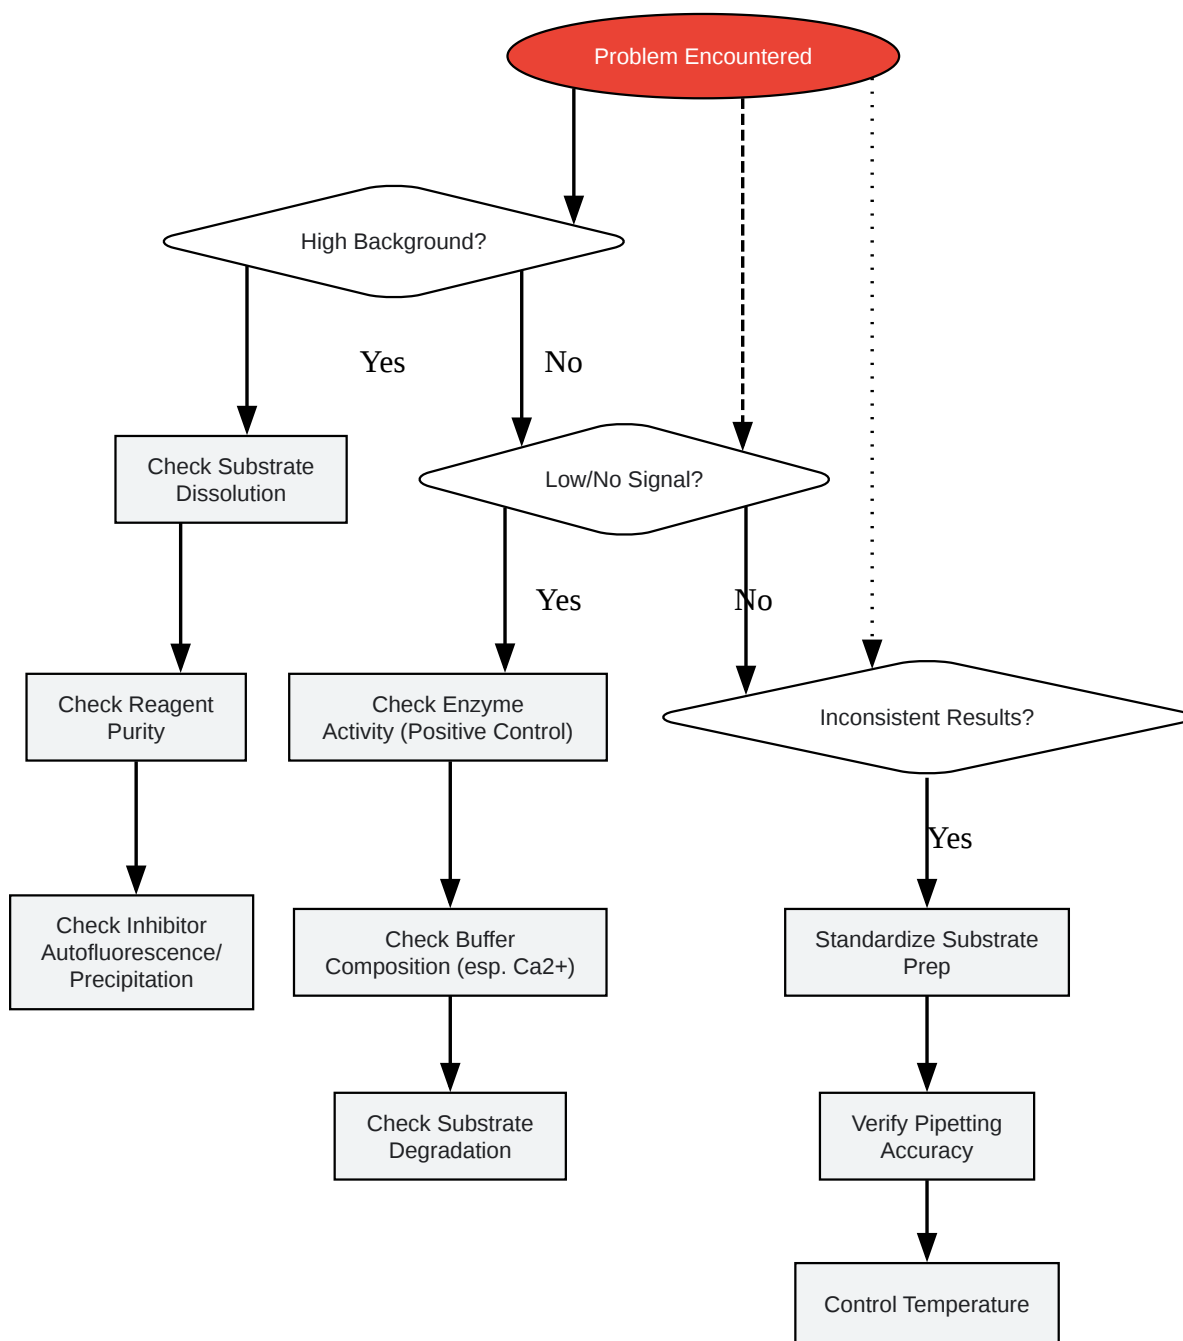 Problem Encountered
High Background?
Yes
No
Check Substrate
Dissolution
Low/No Signal?
Yes
No
Check Reagent
Purity
Check Enzyme
Activity (Positive Control)
Inconsistent Results?
Yes
Check Inhibitor
Autofluorescence/
Precipitation
Check Buffer
Composition (esp. Ca2+)
Standardize Substrate
Prep
Check Substrate
Degradation
Verify Pipetting
Accuracy
Control Temperature